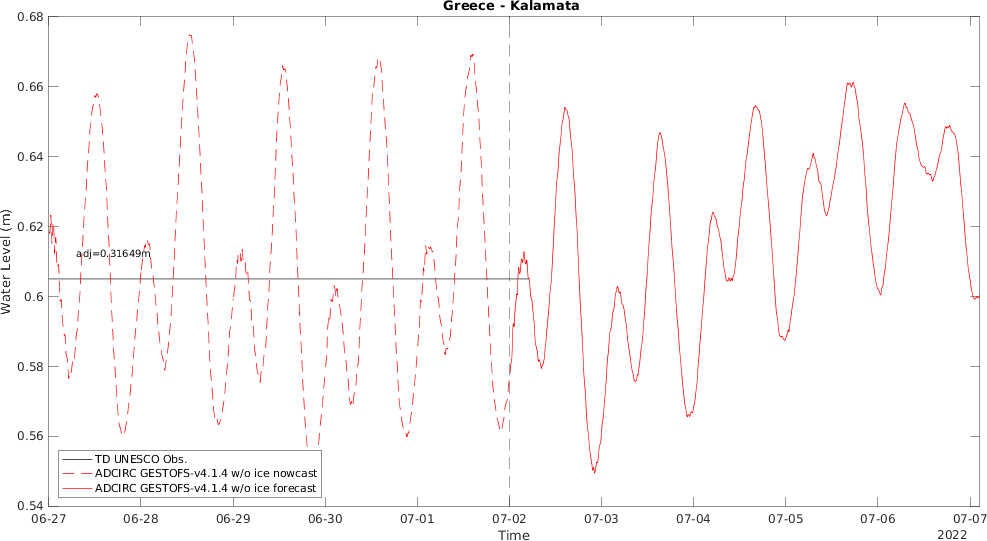 Greece - Kalamata
0.68
0.66
0.64
0.62
0.6
0.58
0.56
0.54
Water Level (m)
adj=0.31649m
TD UNESCO Obs.
ADCIRC GESTOFS-v4.1.4 w/o ice nowcast
ADCIRC GESTOFS-v4.1.4 w/o ice forecast
06-27 06-28 06-29 06-30 07-01 07-02 07-03 07-04 07-05 07-06 07-07
Time
2022